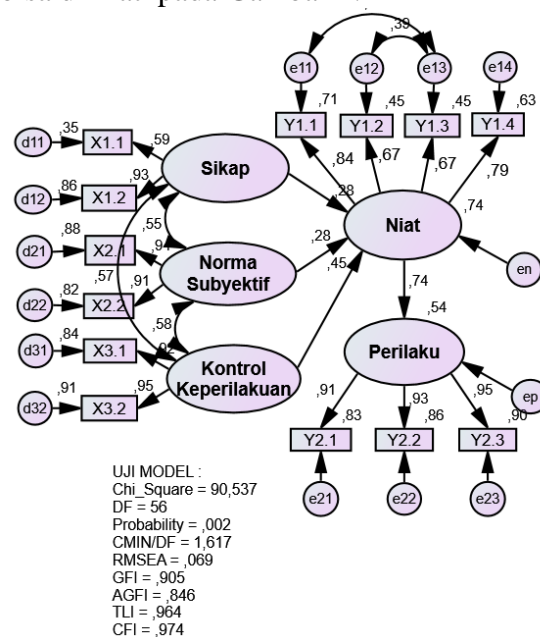 ,39
e11 e12 e13 e14
,71 ,45 ,45 ,63
Y1.1 Y1.2 Y1.3 Y1.4
d11 ,35 X1.1 ,59
,84 ,67 ,67 ,79
Sikap
d12 ,86 X1.2 ,93
,28
Niat ,74
d21 ,88 X2.1 ,55
Norma
Subyektif
,28
,57
d22 ,82 X2.2 ,91
,45
en
,74
d31 ,84 X3.1 ,58
,54
Kontrol
Keperilakuan
Perilaku
d32 ,91 X3.2 ,95
ep
,91 ,93 ,95
,83 ,86 ,90
Y2.1 Y2.2 Y2.3
e21 e22 e23
UJI MODEL :
Chi_Square = 90,537
DF = 56
Probability = ,002
CMIN/DF = 1,617
RMSEA = ,069
GFI = ,905
AGFI = ,846
TLI = ,964
CFI = ,974